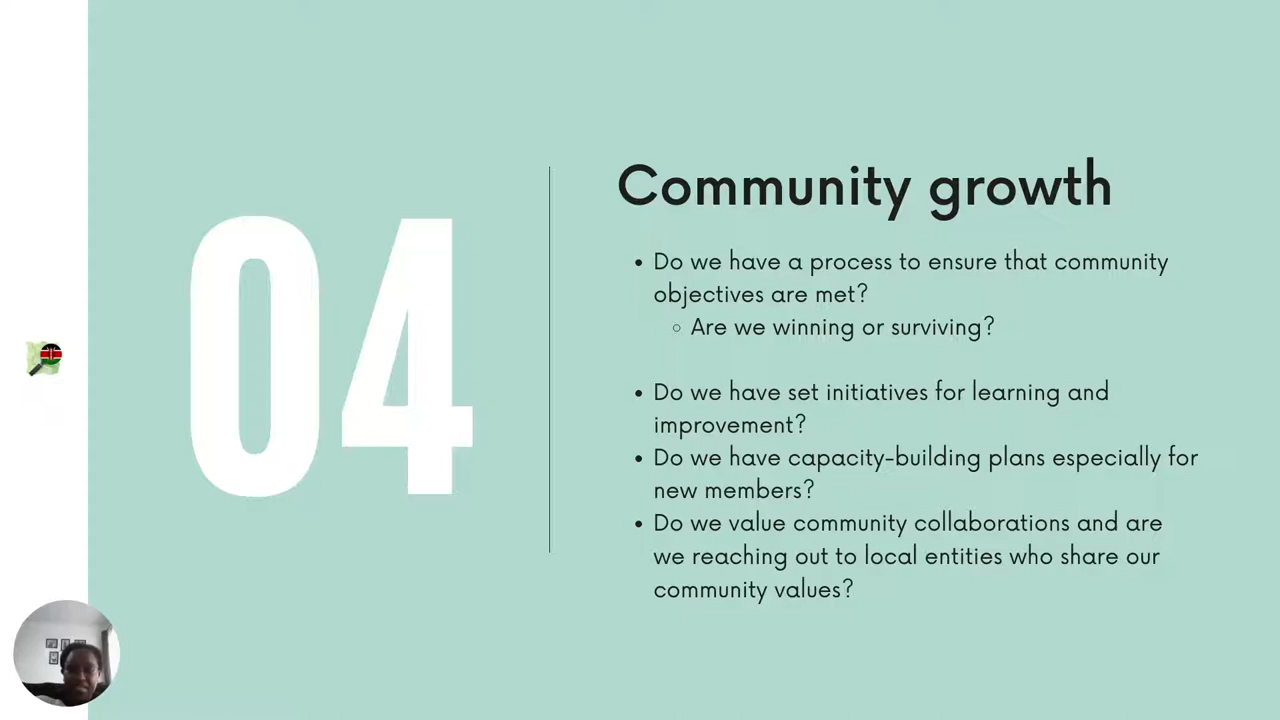 04
Community growth
• Do we have a process to ensure that community
objectives are met?
◦ Are we winning or surviving?
• Do we have set initiatives for learning and
improvement?
• Do we have capacity-building plans especially for
new members?
• Do we value community collaborations and are
we reaching out to local entities who share our
community values?